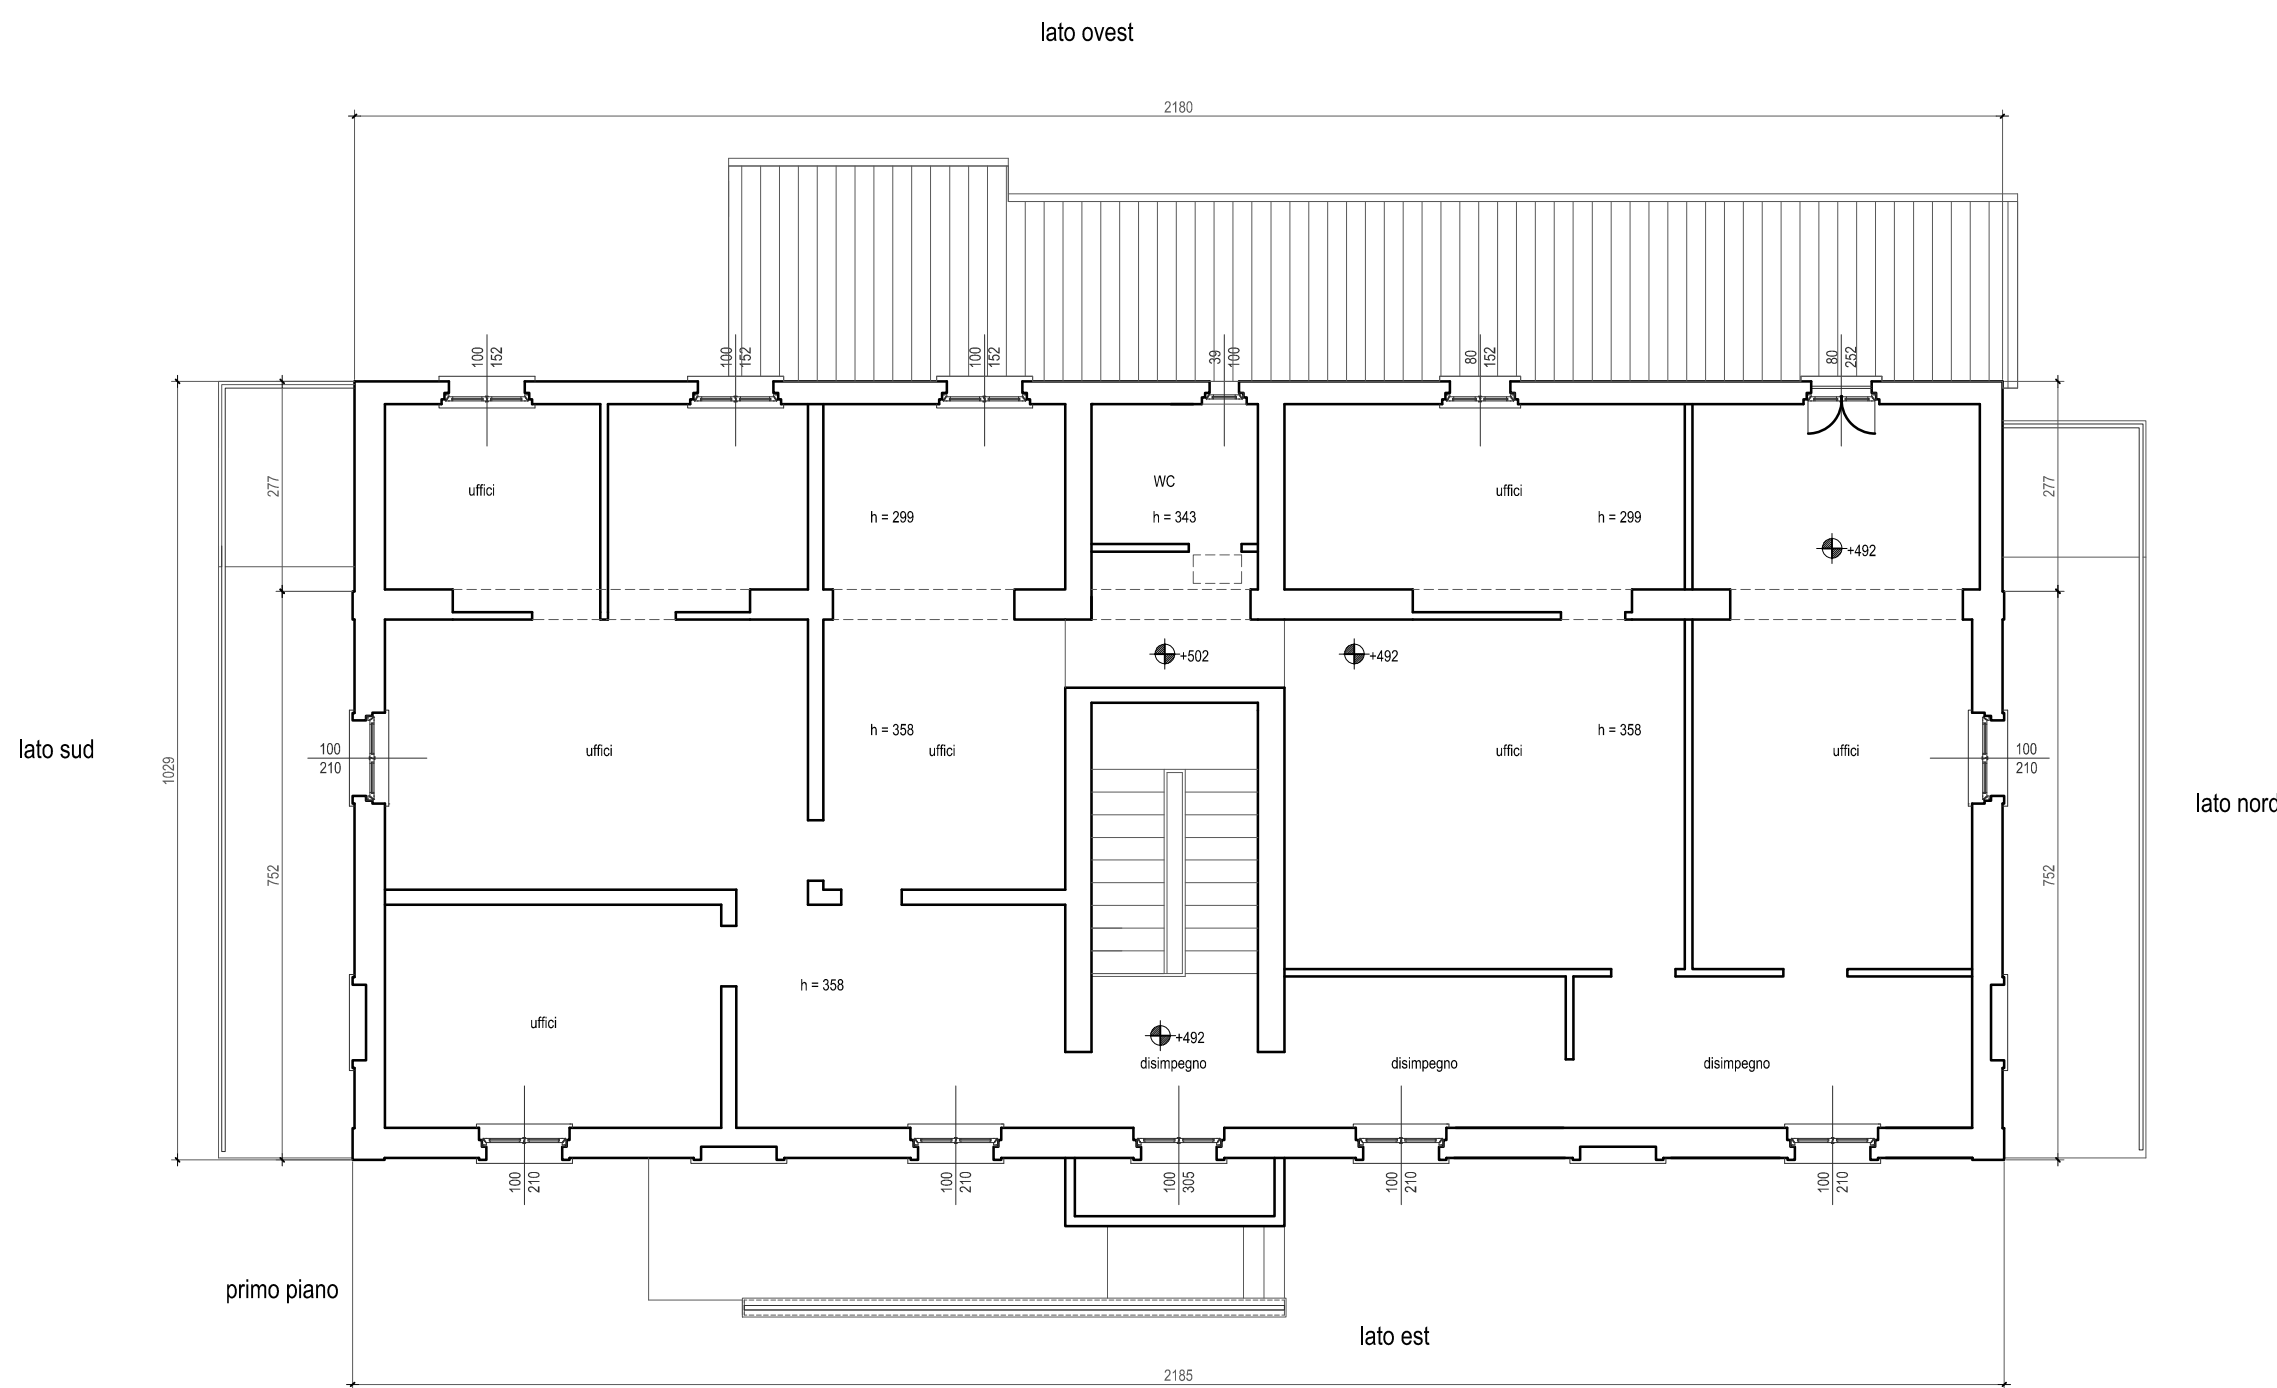 lato ovest
2180
100
152
100
152
100
152
39
100
80
152
80
252
277
uffici
WC
uffici
277
h = 299
h = 343
h = 299
+492
+502
+492
h = 358
h = 358
lato sud
100
210
uffici
uffici
uffici
uffici
100
210
1029
lato nord
752
752
h = 358
uffici
+492
disimpegno
disimpegno
disimpegno
100
210
100
210
100
305
100
210
100
210
primo piano
lato est
2185